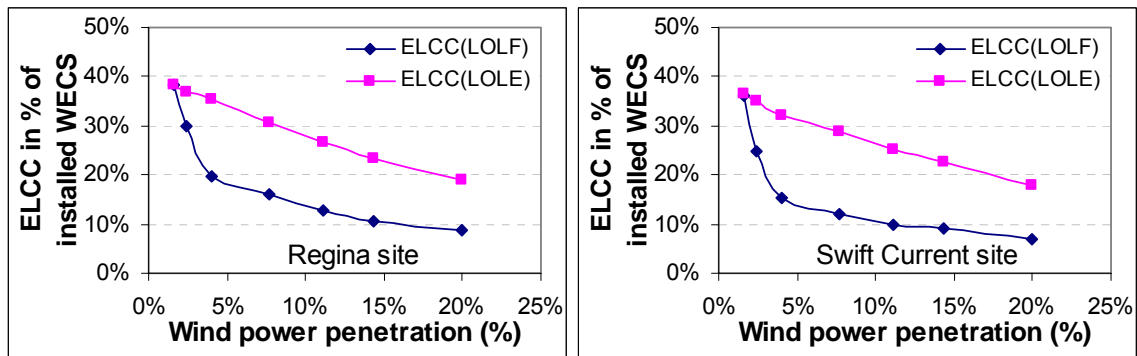 ELCC in % of
installed WECS
50%
40%
30%
20%
10%
0%
ELCC(LOLF)
ELCC(LOLE)
Regina site
0% 5% 10% 15% 20% 25%
Wind power penetration (%)
ELCC in % of
installed WECS
50%
40%
30%
20%
10%
0%
ELCC(LOLF)
ELCC(LOLE)
Swift Current site
0% 5% 10% 15% 20% 25%
Wind power penetration (%)